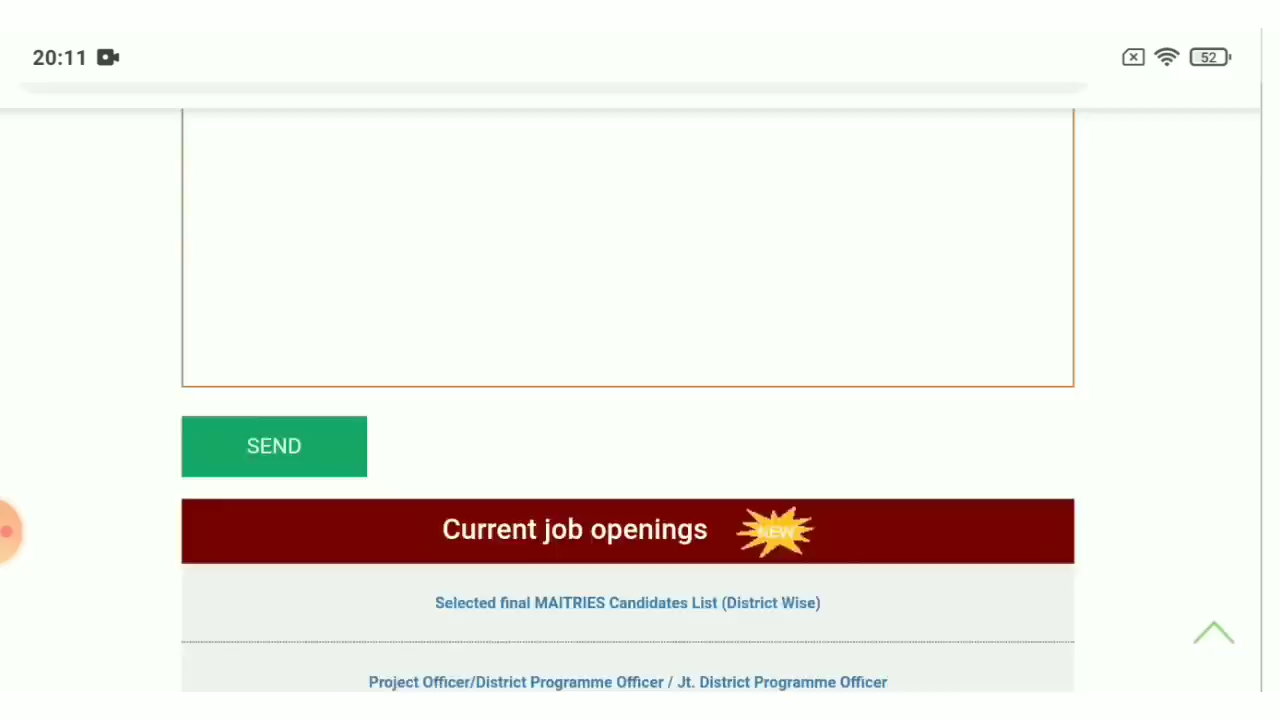 20:11
52
SEND
Current job openings NEW
Selected final MAITRIES Candidates List (District Wise)
Project Officer/District Programme Officer / Jt. District Programme Officer